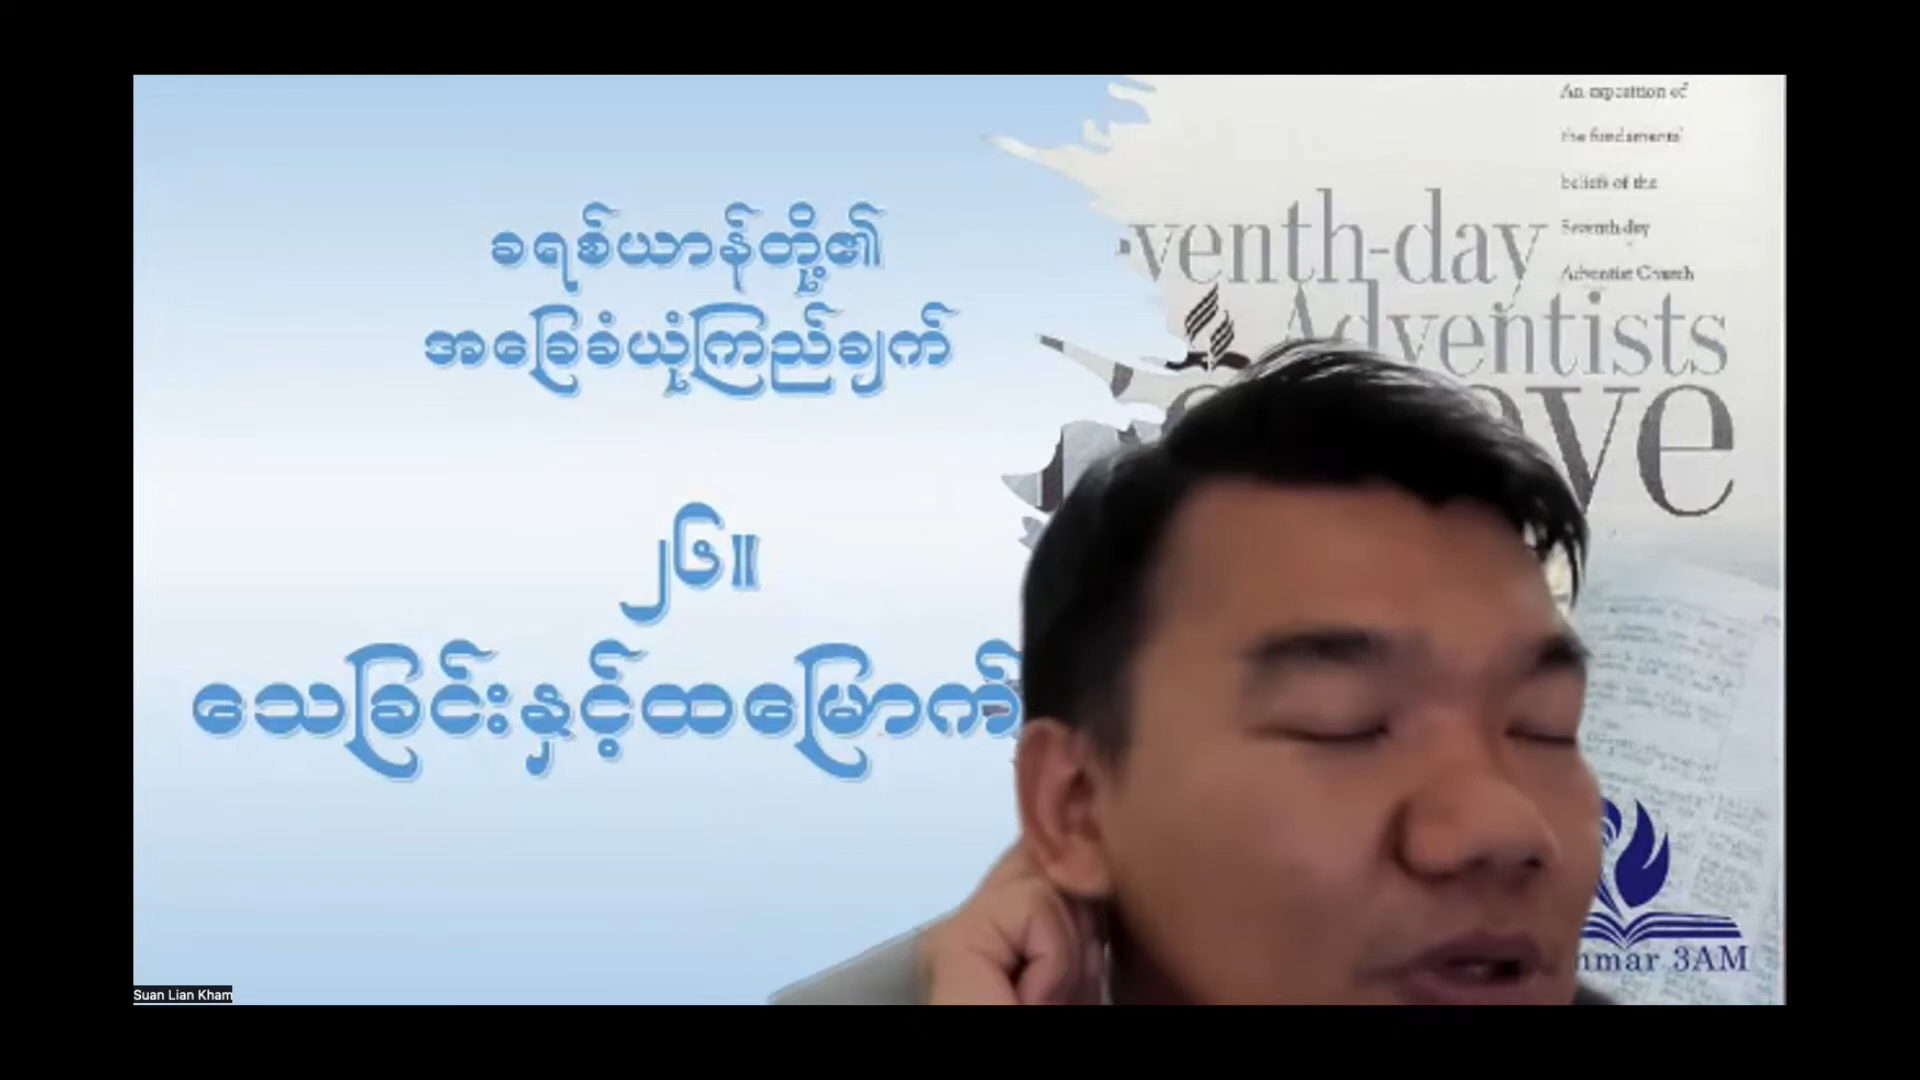 ခရစ်ယာန်တို့၏
အခြေခံယုံကြည်ချက်
၂၆။
သေခြင်းနှင့်ထမြောက်
An exposition of
the fundamental
beliefs of the
Seventh-day
Adventist Church
venth-day
Adventists
eve
nmar 3AM
Suan Lian Kham